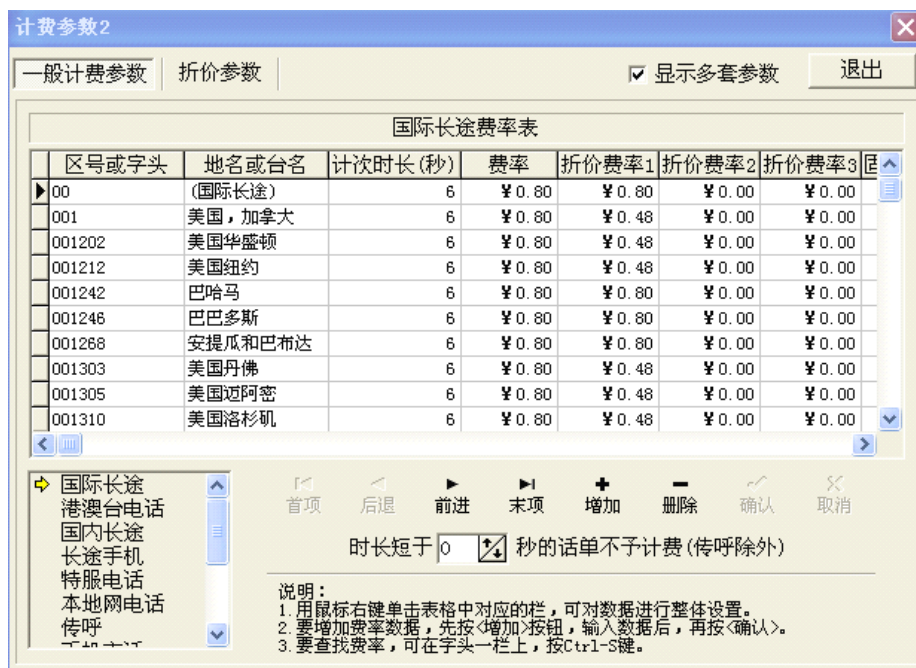 计费参数2
一般计费参数 折价参数 显示多套参数 退出
国际长途费率表
区号或字头 地名或台名 计次时长(秒) 费率 折价费率1 折价费率2 折价费率3
00 (国际长途) 6 ¥0.80 ¥0.80 ¥0.00 ¥0.00
001 美国，加拿大 6 ¥0.80 ¥0.48 ¥0.00 ¥0.00
001202 美国华盛顿 6 ¥0.80 ¥0.48 ¥0.00 ¥0.00
001212 美国纽约 6 ¥0.80 ¥0.48 ¥0.00 ¥0.00
001242 巴哈马 6 ¥0.80 ¥0.80 ¥0.00 ¥0.00
001246 巴巴多斯 6 ¥0.80 ¥0.80 ¥0.00 ¥0.00
001268 安提瓜和巴布达 6 ¥0.80 ¥0.80 ¥0.00 ¥0.00
001303 美国丹佛 6 ¥0.80 ¥0.48 ¥0.00 ¥0.00
001305 美国迈阿密 6 ¥0.80 ¥0.48 ¥0.00 ¥0.00
001310 美国洛杉矶 6 ¥0.80 ¥0.48 ¥0.00 ¥0.00
国际长途
港澳台电话
国内长途
长途手机
特服电话
本地网电话
传呼
首项 后退 前进 末项 增加 删除 确认 取消
时长短于 0 秒的话单不予计费(传呼除外)
说明：
1.用鼠标右键单击表格中对应的栏，可对数据进行整体设置。
2.要增加费率数据，先按<增加>按钮，输入数据后，再按<确认>。
3.要查找费率，可在字头一栏上，按Ctrl-S键。